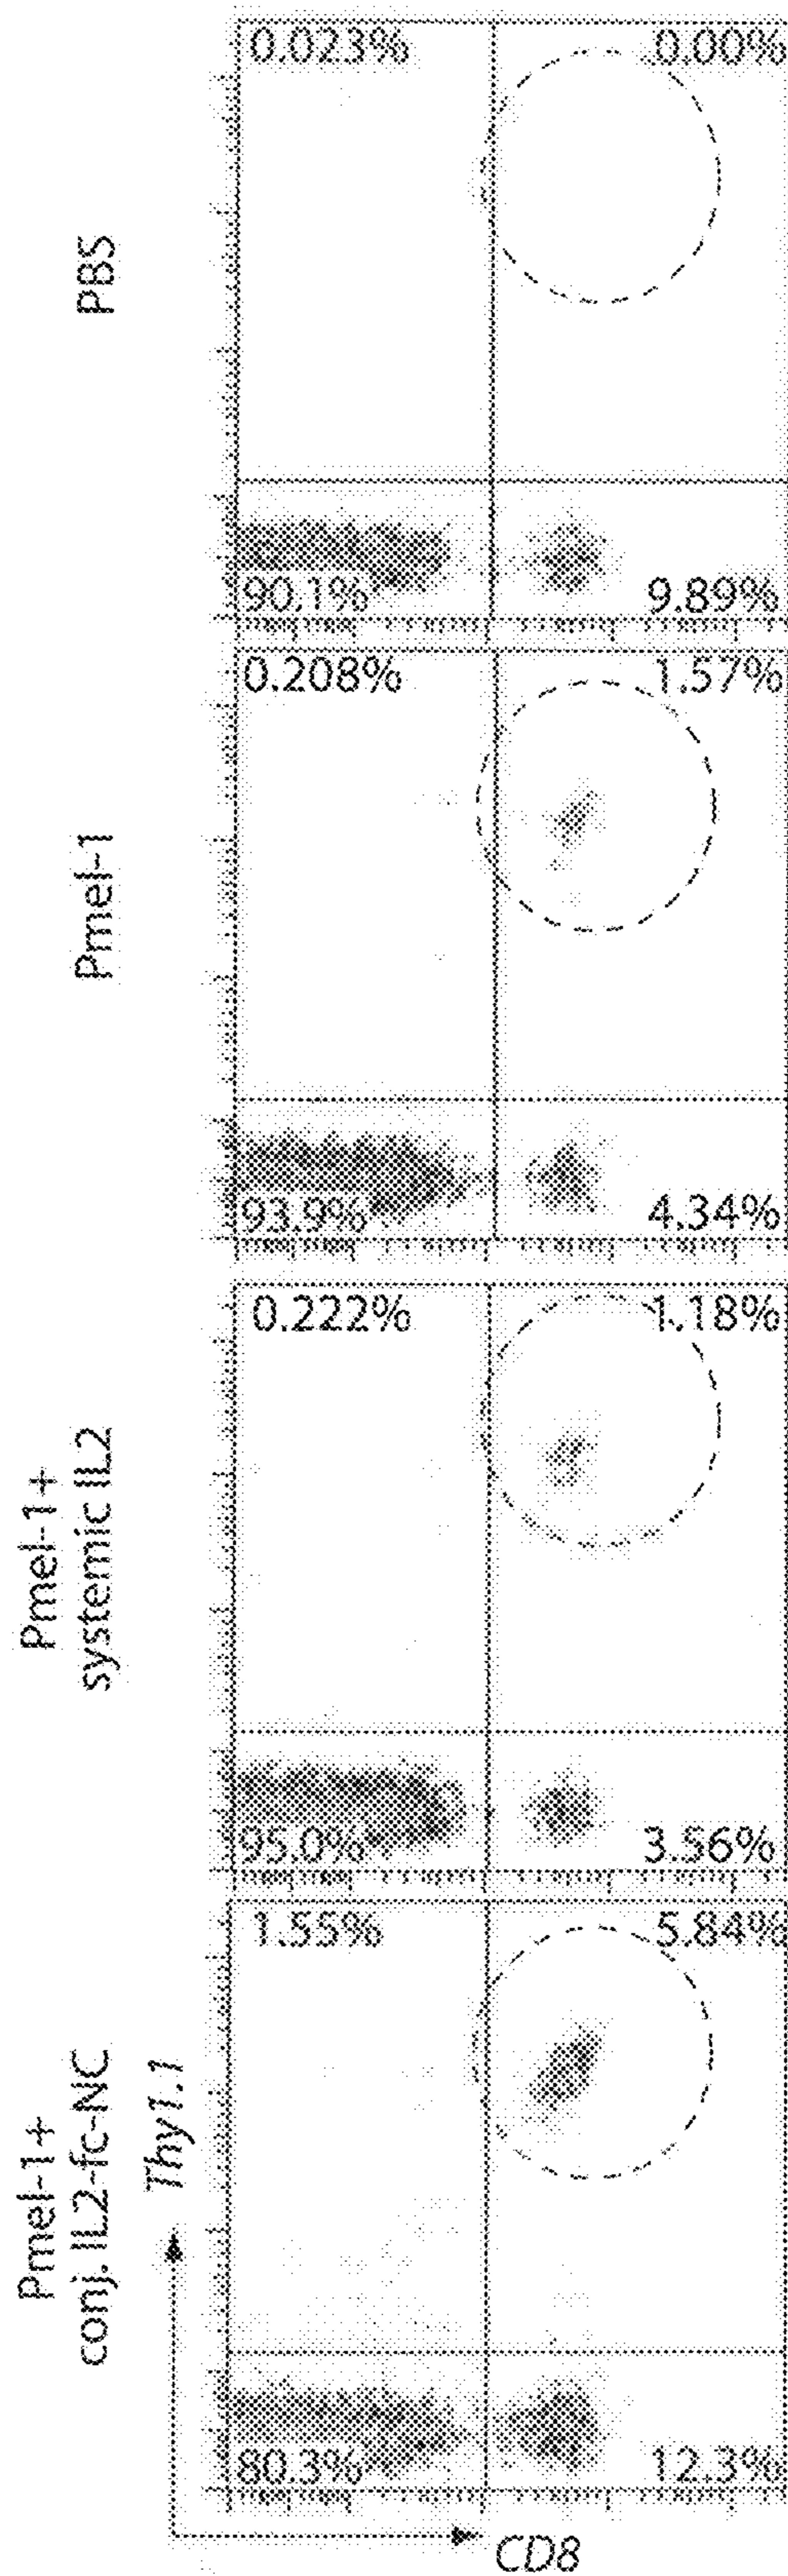 PBS
0.023%
0.00%
90.1%
9.89%
Pmel-1
0.208%
1.57%
93.9%
4.34%
Pmel-1+
systemic IL2
0.222%
1.18%
95.0%
3.56%
Pmel-1+
conj. IL2-fc-NC
Thy1.1
1.55%
5.84%
80.3%
12.3%
CD8